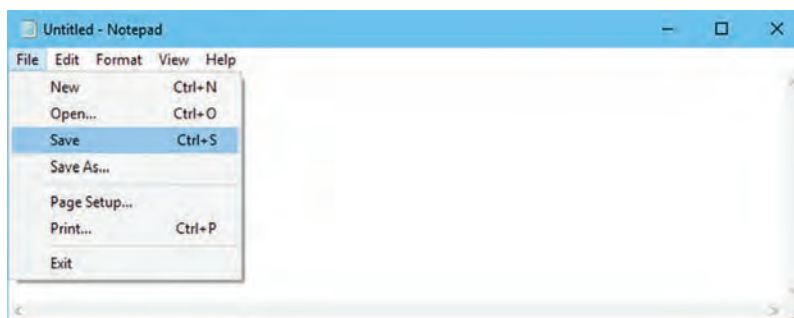 Untitled - Notepad
File Edit Format View Help
New Ctrl+N
Open... Ctrl+O
Save Ctrl+S
Save As...
Page Setup...
Print... Ctrl+P
Exit